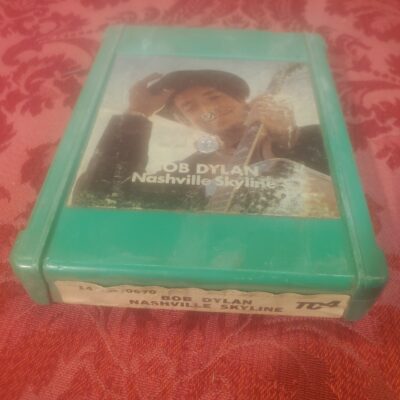 BOB DYLAN
Nashville Skyline
BOB DYLAN
NASHVILLE SKYLINE
TC4